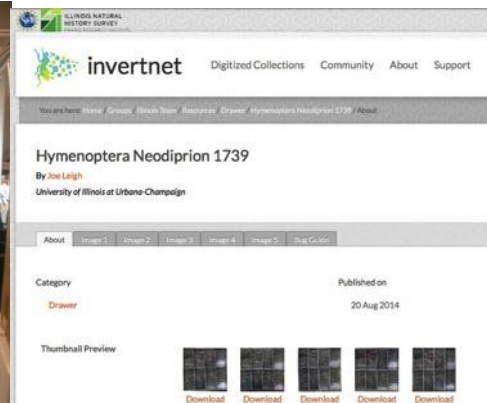 ILLINOIS NATURAL
HISTORY SURVEY
PRAIRIE RESEARCH INSTITUTE
invertnet
Digitized Collections Community About Support
You are here: Home / Groups / Illinois Team / Resources / Drawer / Hymenoptera Neodiprion 1739 / About
Hymenoptera Neodiprion 1739
By Joe Leigh
University of Illinois at Urbana-Champaign
About Image 1 Image 2 Image 3 Image 4 Image 5 Bug Guide
Category Published on
Drawer 20 Aug 2014
Thumbnail Preview
Download Download Download Download Download